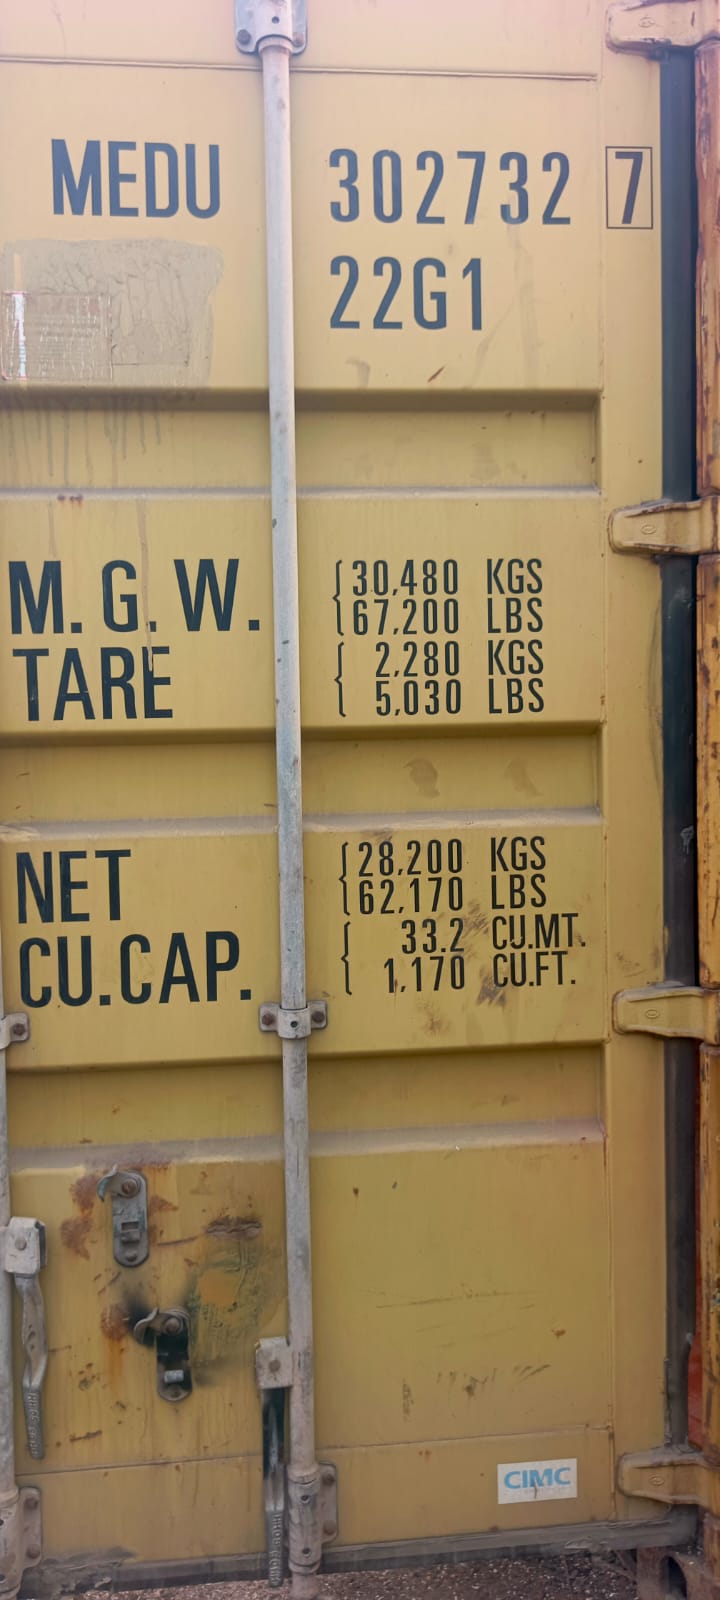 MEDU 302732 7
22G1
M.G.W. 30,480 KGS
67,200 LBS
TARE 2,280 KGS
5,030 LBS
NET 28,200 KGS
62,170 LBS
CU.CAP. 33.2 CU.MT.
1,170 CU.FT.
CIMC